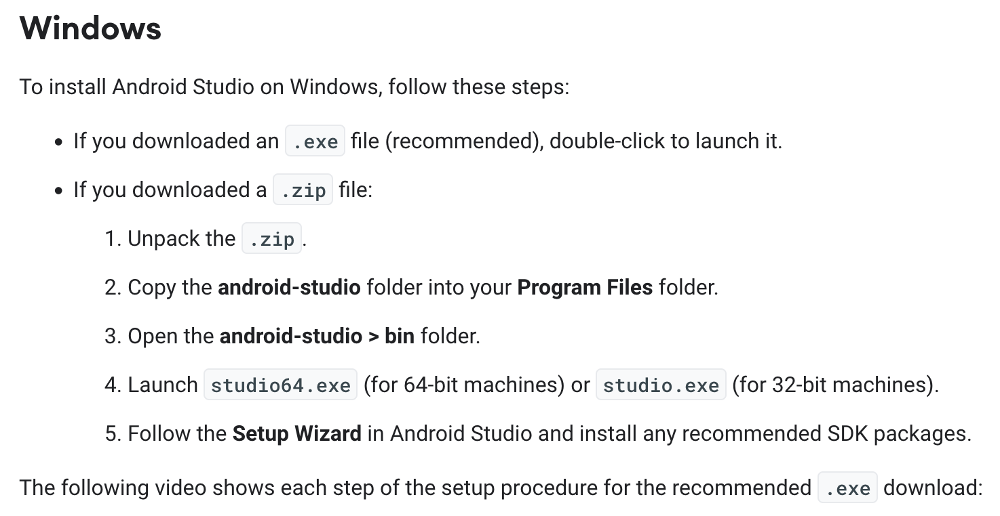 Windows
To install Android Studio on Windows, follow these steps:
• If you downloaded an .exe file (recommended), double-click to launch it.
• If you downloaded a .zip file:
1. Unpack the .zip.
2. Copy the android-studio folder into your Program Files folder.
3. Open the android-studio > bin folder.
4. Launch studio64.exe (for 64-bit machines) or studio.exe (for 32-bit machines).
5. Follow the Setup Wizard in Android Studio and install any recommended SDK packages.
The following video shows each step of the setup procedure for the recommended .exe download: